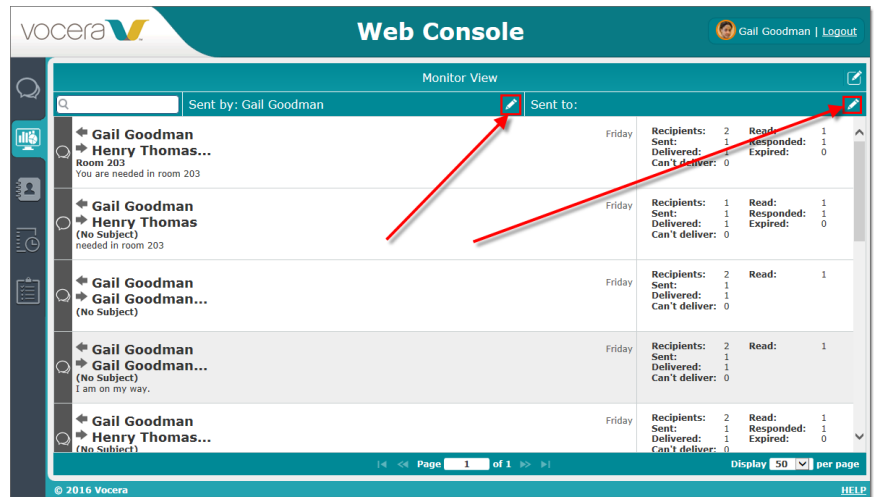 vocera
Web Console
Gail Goodman | Logout
Monitor View
Sent by: Gail Goodman
Sent to:
Gail Goodman
Henry Thomas...
Room 203
You are needed in room 203
Friday
Recipients: 2 Read: 1
Sent: 1 Responded: 1
Delivered: 1 Expired: 0
Can't deliver: 0
Gail Goodman
Henry Thomas
(No Subject)
needed in room 203
Friday
Recipients: 1 Read: 1
Sent: 1 Responded: 1
Delivered: 1 Expired: 0
Can't deliver: 0
Gail Goodman
Gail Goodman...
(No Subject)
Friday
Recipients: 2 Read: 1
Sent: 1
Delivered: 1
Can't deliver: 0
Gail Goodman
Gail Goodman...
(No Subject)
I am on my way.
Friday
Recipients: 2 Read: 1
Sent: 1
Delivered: 1
Can't deliver: 0
Gail Goodman
Henry Thomas...
(No Subject)
Friday
Recipients: 2 Read: 1
Sent: 1 Responded: 1
Delivered: 1 Expired: 0
Can't deliver: 0
Page 1 of 1
Display 50 per page
© 2016 Vocera
HELP